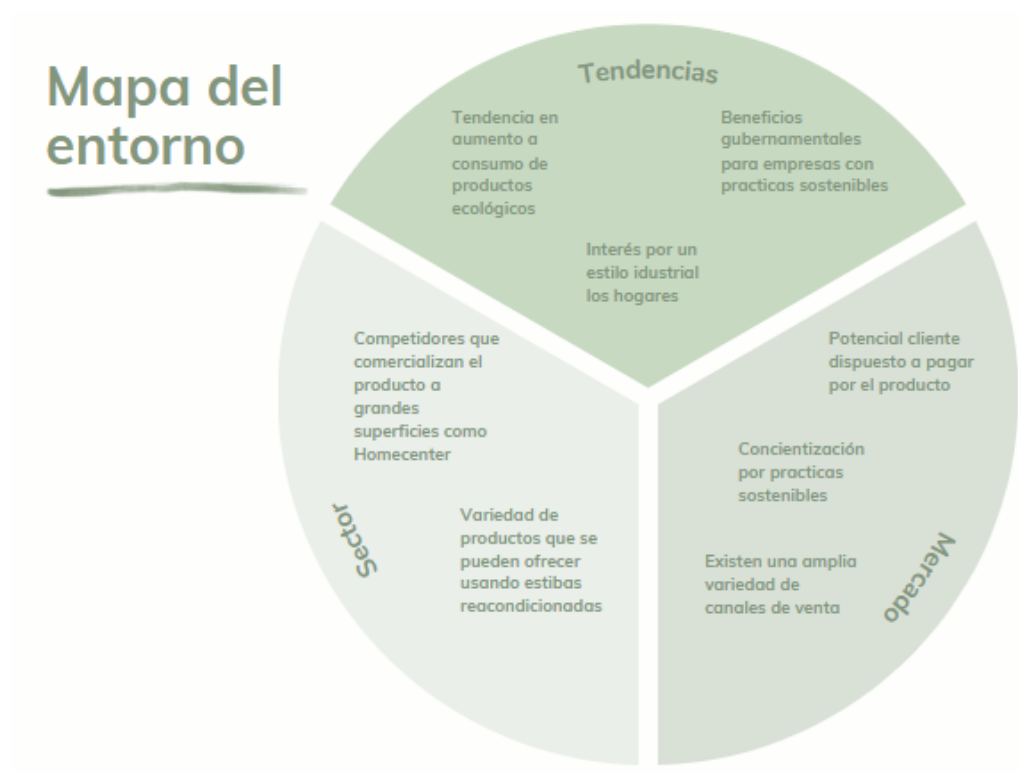 Mapa del
entorno
Tendencias
Tendencia en
aumento a
consumo de
productos
ecológicos
Beneficios
gubernamentales
para empresas con
practicas sostenibles
Interés por un
estilo idustrial
los hogares
Competidores que
comercializan el
producto a
grandes
superficies como
Homecenter
Sector
Variedad de
productos que se
pueden ofrecer
usando estibas
reacondicionadas
Potencial cliente
dispuesto a pagar
por el producto
Concientización
por practicas
sostenibles
Existen una amplia
variedad de
canales de venta
Mercado